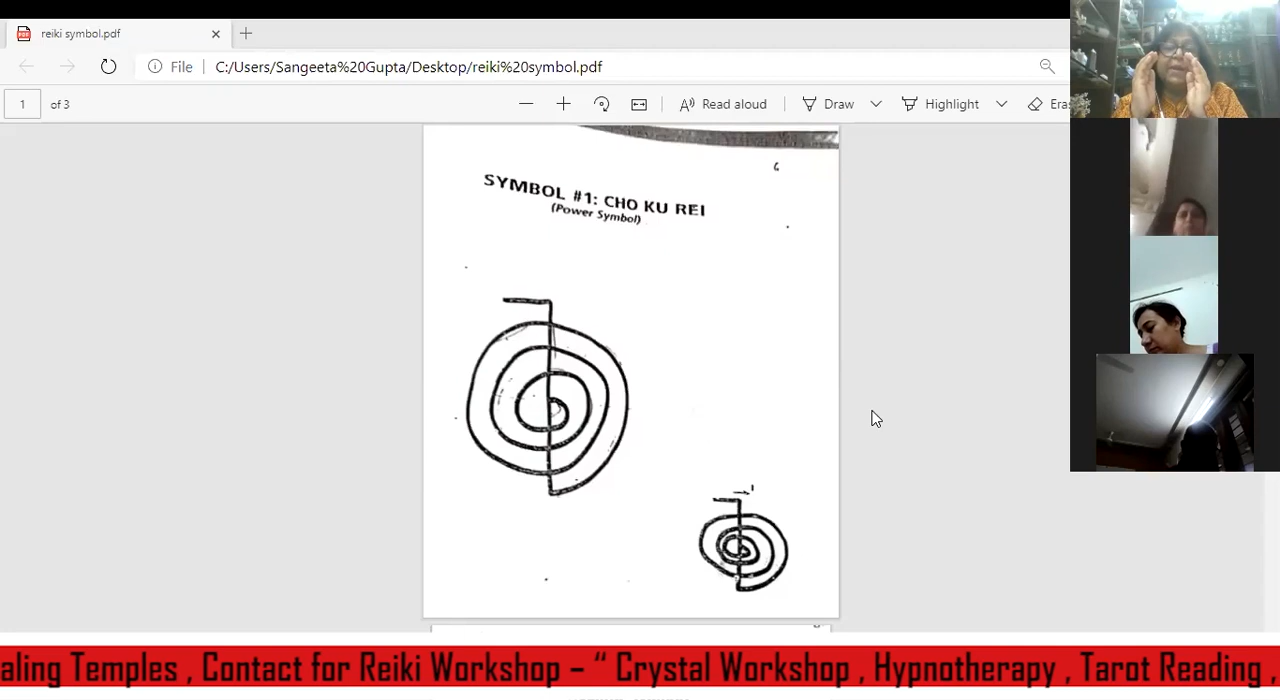 reiki symbol.pdf
File C:/Users/Sangeeta%20Gupta/Desktop/reiki%20symbol.pdf
1 of 3 Read aloud Draw Highlight
6
SYMBOL #1: CHO KU REI
(Power Symbol)
aling Temples , Contact for Reiki Workshop – “ Crystal Workshop , Hypnotherapy , Tarot Reading ,